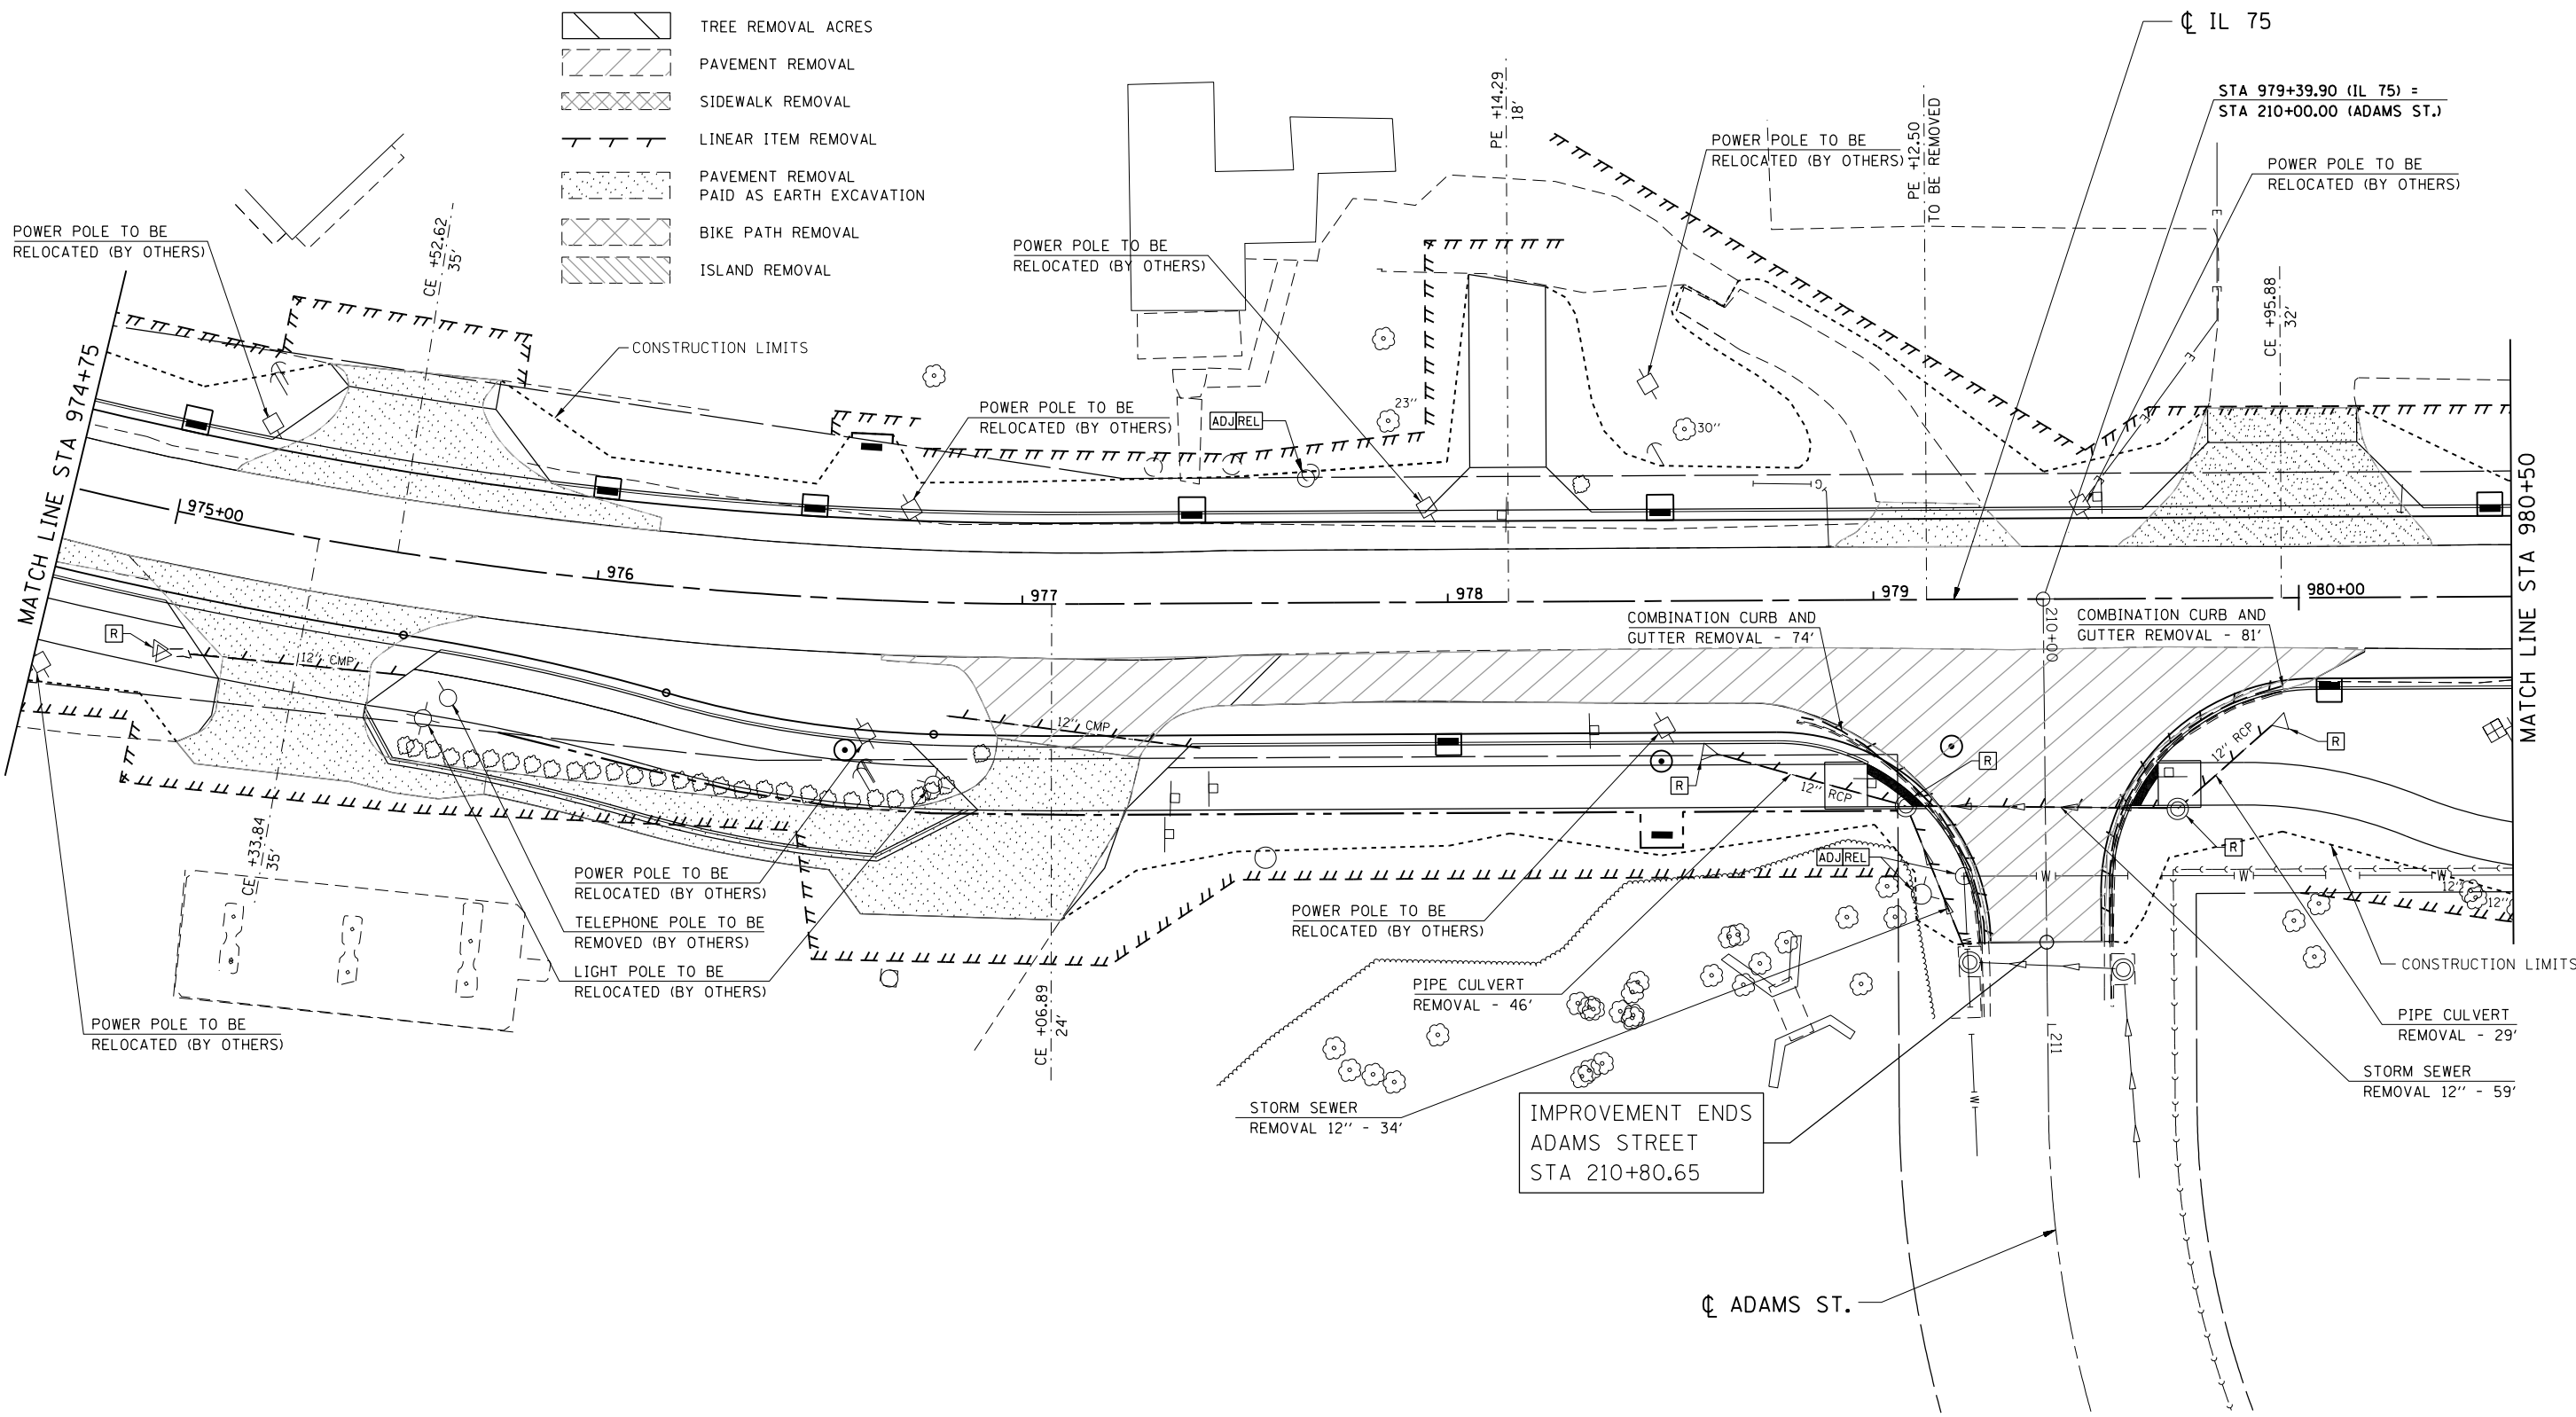 TREE REMOVAL ACRES
PAVEMENT REMOVAL
SIDEWALK REMOVAL
LINEAR ITEM REMOVAL
PAVEMENT REMOVAL
PAID AS EARTH EXCAVATION
BIKE PATH REMOVAL
ISLAND REMOVAL
℄ IL 75
STA 979+39.90 (IL 75) =
STA 210+00.00 (ADAMS ST.)
POWER POLE TO BE
RELOCATED (BY OTHERS)
POWER POLE TO BE
RELOCATED (BY OTHERS)
PE +14.29
18'
PE +12.50
TO BE REMOVED
POWER POLE TO BE
RELOCATED (BY OTHERS)
CE +52.62
35'
POWER POLE TO BE
RELOCATED (BY OTHERS)
CE +95.88
32'
E
E
E
E
E
CONSTRUCTION LIMITS
MATCH LINE STA 974+75
POWER POLE TO BE
RELOCATED (BY OTHERS)
ADJ REL
23''
30''
G
MATCH LINE STA 980+50
975+00
976
977
978
979
980+00
210+00
COMBINATION CURB AND
GUTTER REMOVAL - 74'
COMBINATION CURB AND
GUTTER REMOVAL - 81'
R
12'' CMP
12'' CMP
R
12'' RCP
R
12'' RCP
R
R
ADJ REL
W
W
W
12''
12''
CE +33.84
35'
POWER POLE TO BE
RELOCATED (BY OTHERS)
TELEPHONE POLE TO BE
REMOVED (BY OTHERS)
LIGHT POLE TO BE
RELOCATED (BY OTHERS)
POWER POLE TO BE
RELOCATED (BY OTHERS)
CE +06.89
24'
POWER POLE TO BE
RELOCATED (BY OTHERS)
PIPE CULVERT
REMOVAL - 46'
STORM SEWER
REMOVAL 12'' - 34'
W
W
211
CONSTRUCTION LIMITS
PIPE CULVERT
REMOVAL - 29'
STORM SEWER
REMOVAL 12'' - 59'
IMPROVEMENT ENDS
ADAMS STREET
STA 210+80.65
℄ ADAMS ST.